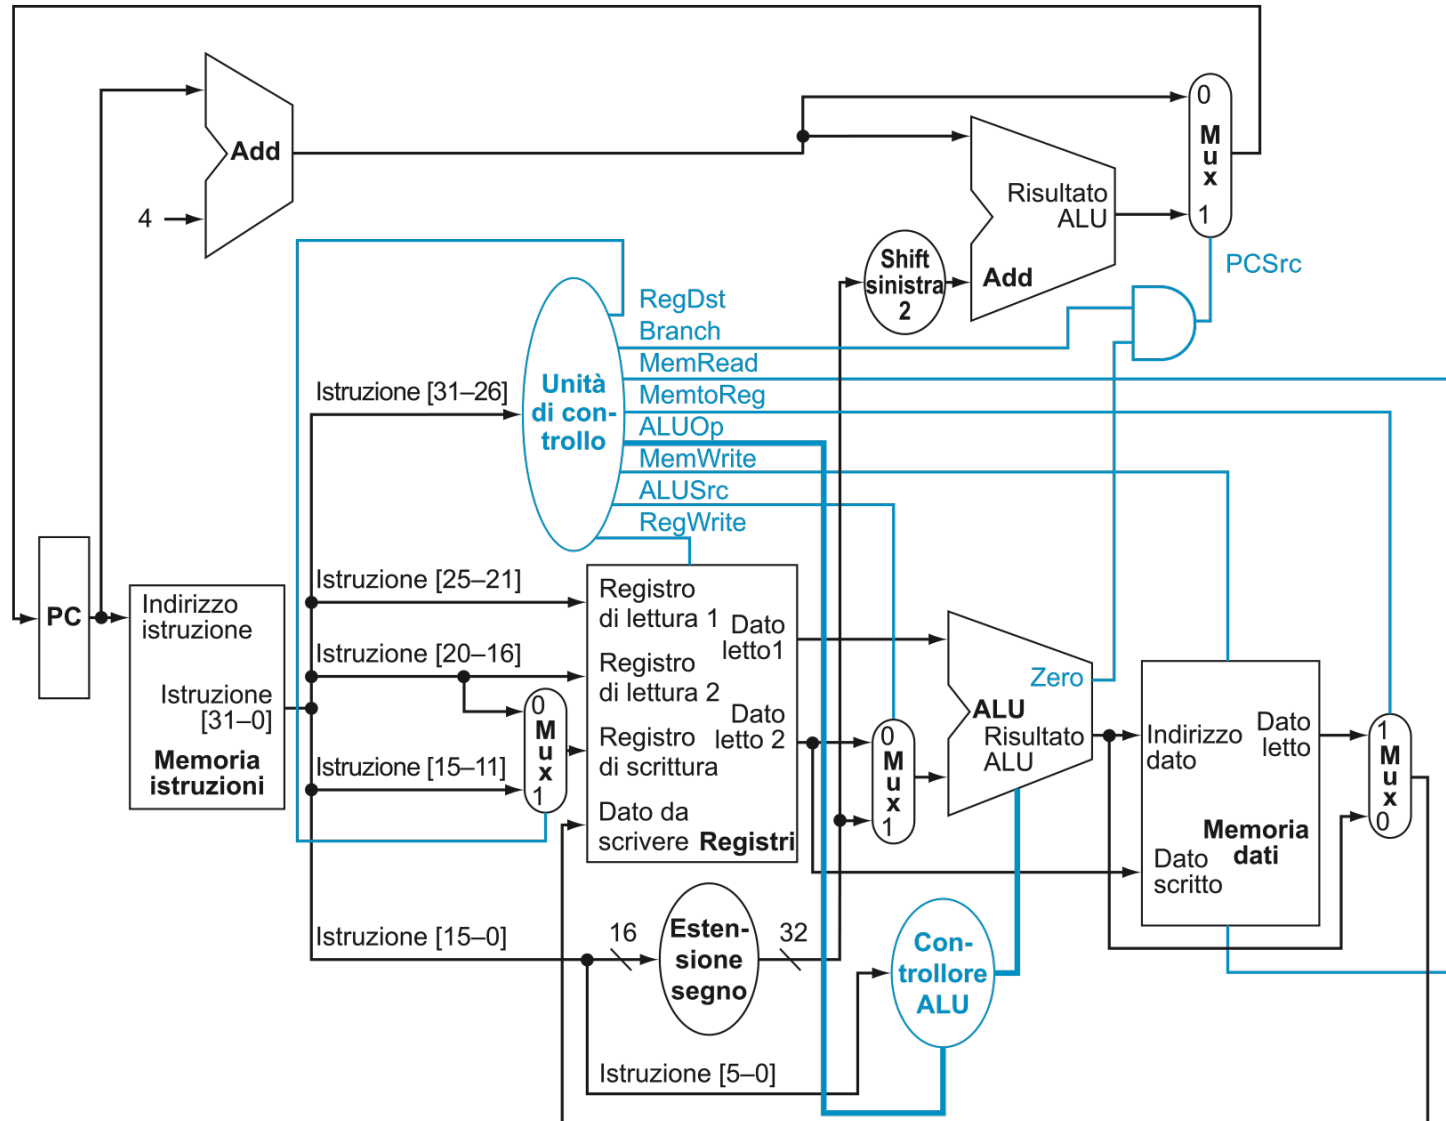 0
M
u
x
1
Add
4
Risultato
ALU
Add
Shift
sinistra
2
PCSrc
RegDst
Branch
MemRead
MemtoReg
ALUOp
MemWrite
ALUSrc
RegWrite
Unità
di con-
trollo
Istruzione [31–26]
PC
Indirizzo
istruzione
Istruzione
[31–0]
Memoria
istruzioni
Istruzione [25–21]
Istruzione [20–16]
Istruzione [15–11]
0
M
u
x
1
Registro
di lettura 1
Registro
di lettura 2
Registro
di scrittura
Dato da
scrivere
Registri
Dato
letto1
Dato
letto 2
0
M
u
x
1
Zero
ALU
Risultato
ALU
Indirizzo
dato
Dato
letto
Memoria
dati
Dato
scritto
1
M
u
x
0
Istruzione [15–0]
16
Esten-
sione
segno
32
Con-
trollore
ALU
Istruzione [5–0]